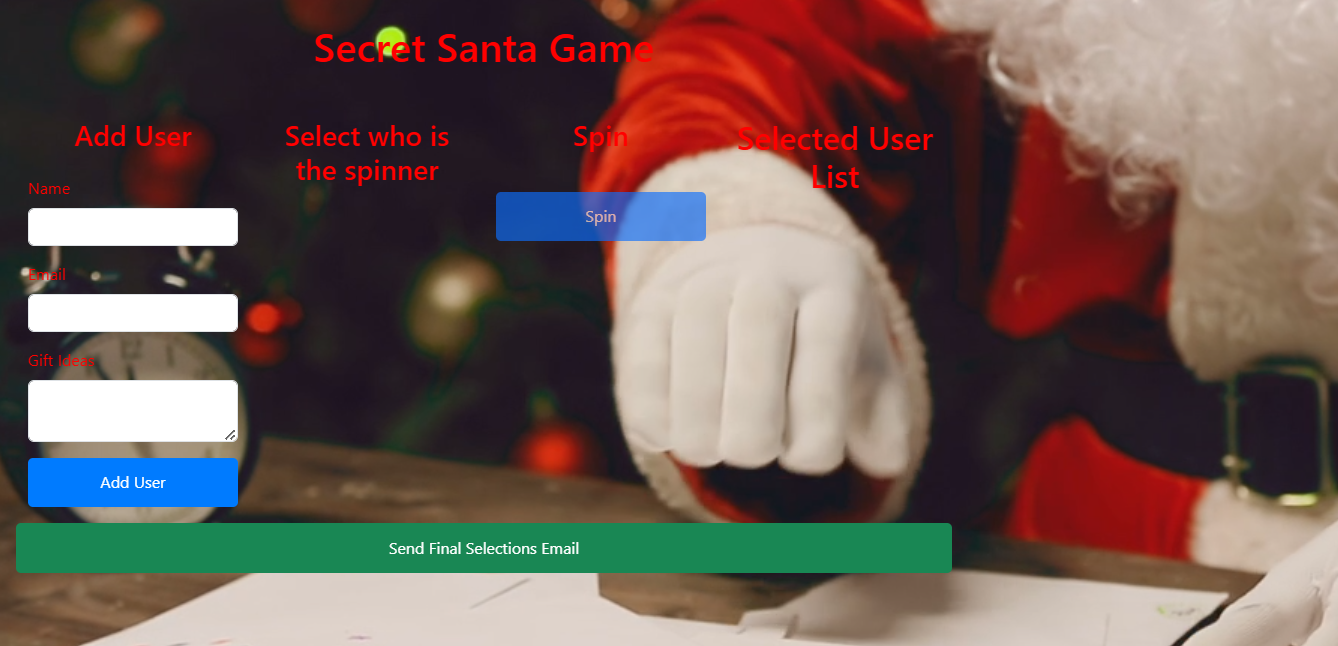 Secret Santa Game
Add User
Select who is
the spinner
Spin
Selected User
List
Name
Spin
Email
Gift Ideas
Add User
Send Final Selections Email